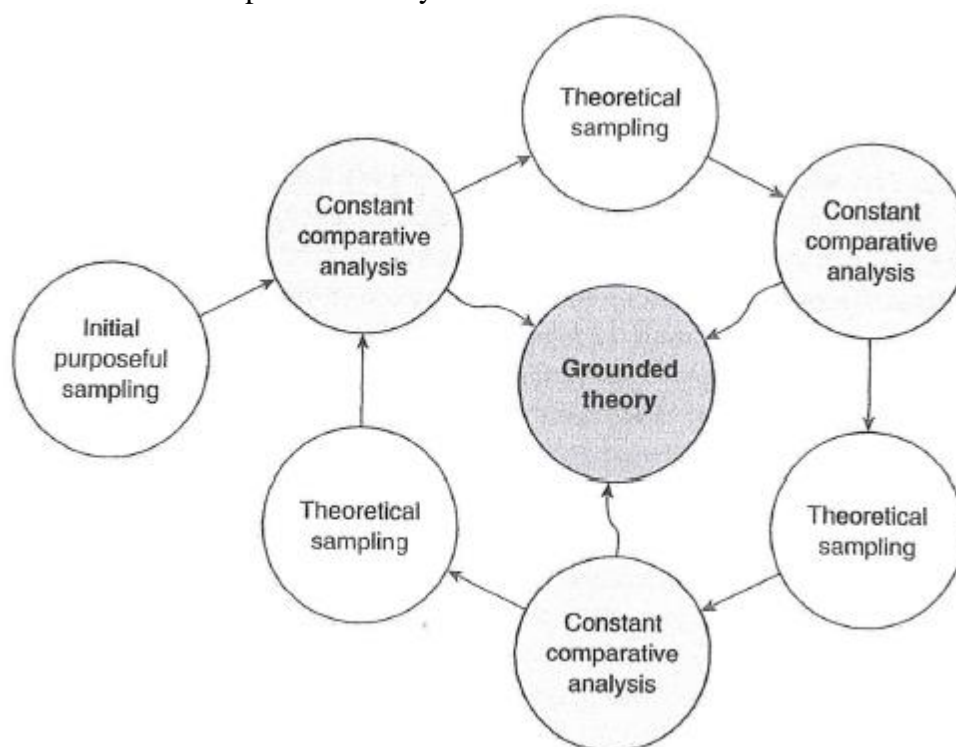 Theoretical
sampling
Constant
comparative
analysis
Constant
comparative
analysis
Initial
purposeful
sampling
Grounded
theory
Theoretical
sampling
Theoretical
sampling
Constant
comparative
analysis